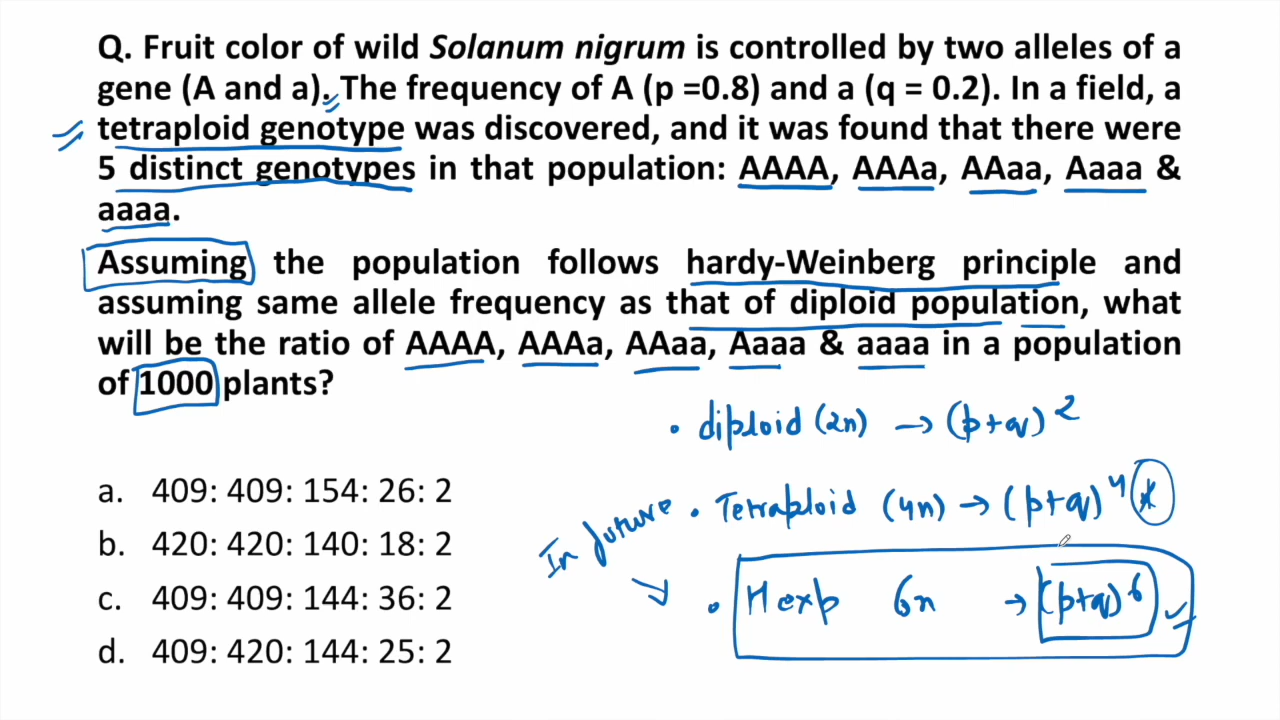 Q. Fruit color of wild Solanum nigrum is controlled by two alleles of a
gene (A and a). The frequency of A (p =0.8) and a (q = 0.2). In a field, a
tetraploid genotype was discovered, and it was found that there were
5 distinct genotypes in that population: AAAA, AAAa, AAaa, Aaaa &
aaaa.
Assuming the population follows hardy-Weinberg principle and
assuming same allele frequency as that of diploid population, what
will be the ratio of AAAA, AAAa, AAaa, Aaaa & aaaa in a population
of 1000 plants?
• diploid (2n) → (p+q)2
a. 409: 409: 154: 26: 2
In future • Tetraploid (4n) → (p+q)4 *
b. 420: 420: 140: 18: 2
c. 409: 409: 144: 36: 2
• Hexp 6n → (p+q)6
d. 409: 420: 144: 25: 2